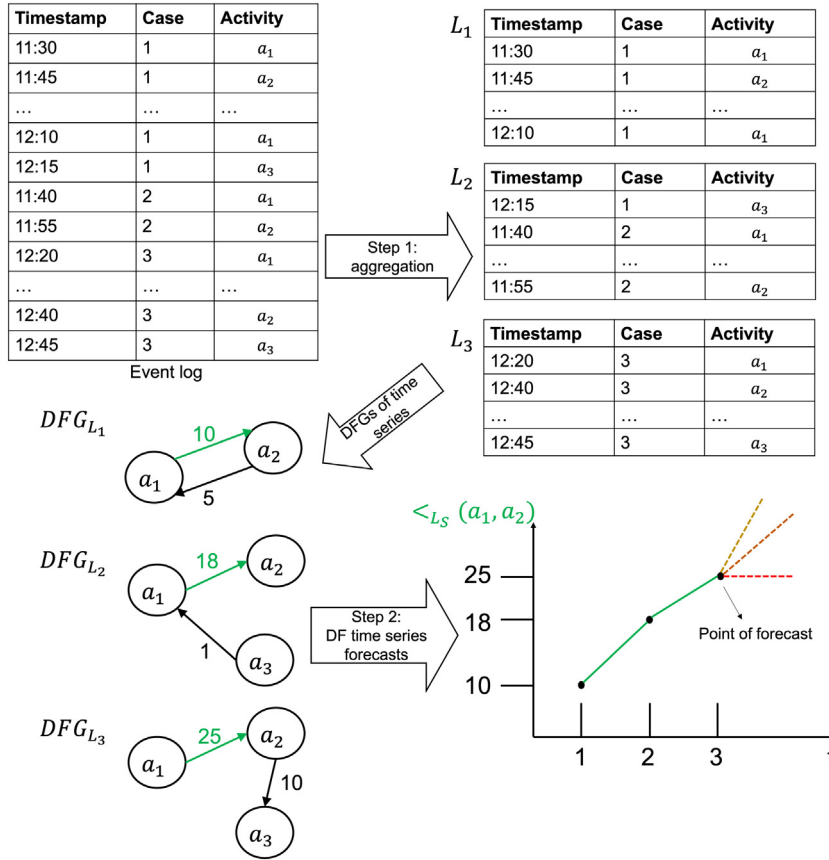 Timestamp Case Activity
11:30 1 a₁
11:45 1 a₂
... ... ...
12:10 1 a₁
12:15 1 a₃
11:40 2 a₁
11:55 2 a₂
12:20 3 a₁
... ... ...
12:40 3 a₂
12:45 3 a₃
Event log
L₁
Timestamp Case Activity
11:30 1 a₁
11:45 1 a₂
... ... ...
12:10 1 a₁
L₂
Timestamp Case Activity
12:15 1 a₃
11:40 2 a₁
... ... ...
11:55 2 a₂
L₃
Timestamp Case Activity
12:20 3 a₁
12:40 3 a₂
... ... ...
12:45 3 a₃
Step 1:
aggregation
DFGs of time
series
DFG_L₁
10
a₁
a₂
5
DFG_L₂
18
a₁
a₂
1
a₃
DFG_L₃
25
a₁
a₂
10
a₃
Step 2:
DF time series
forecasts
<_Lₛ (a₁, a₂)
25
18
10
Point of forecast
1 2 3